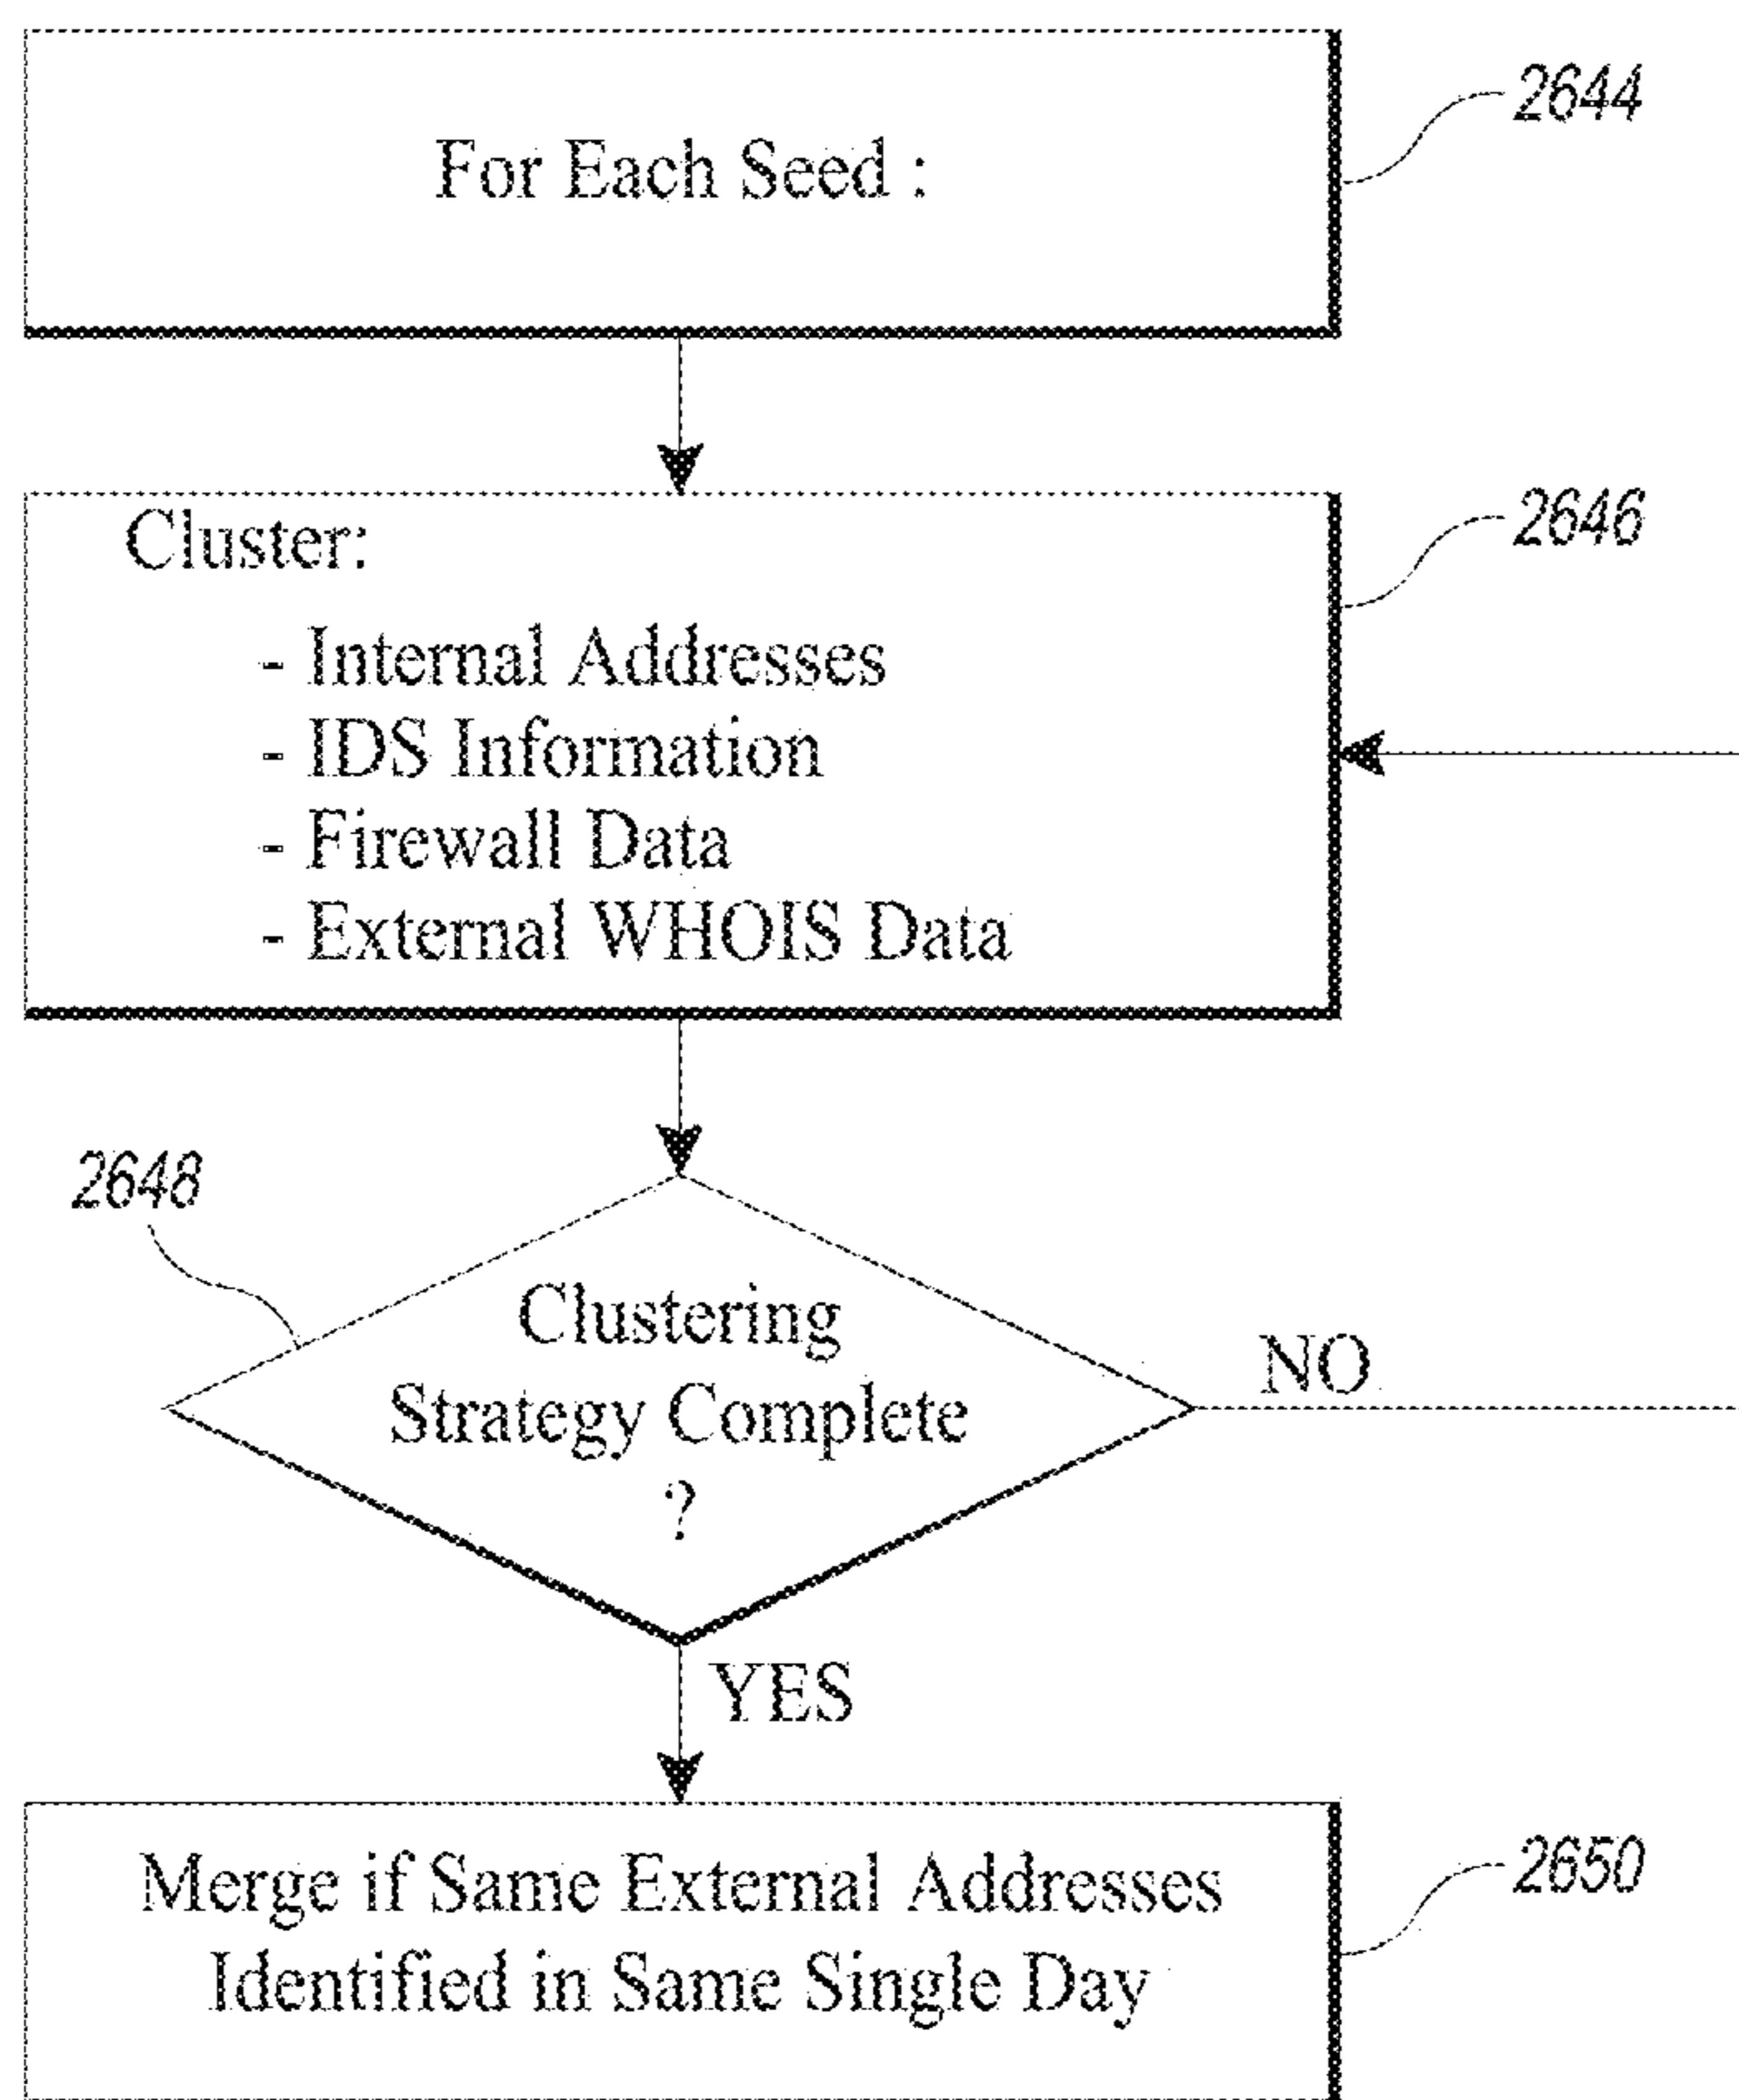 For Each Seed :
2644
Cluster:
- Internal Addresses
- IDS Information
- Firewall Data
- External WHOIS Data
2646
2648
Clustering
Strategy Complete
?
NO
YES
Merge if Same External Addresses
Identified in Same Single Day
2650